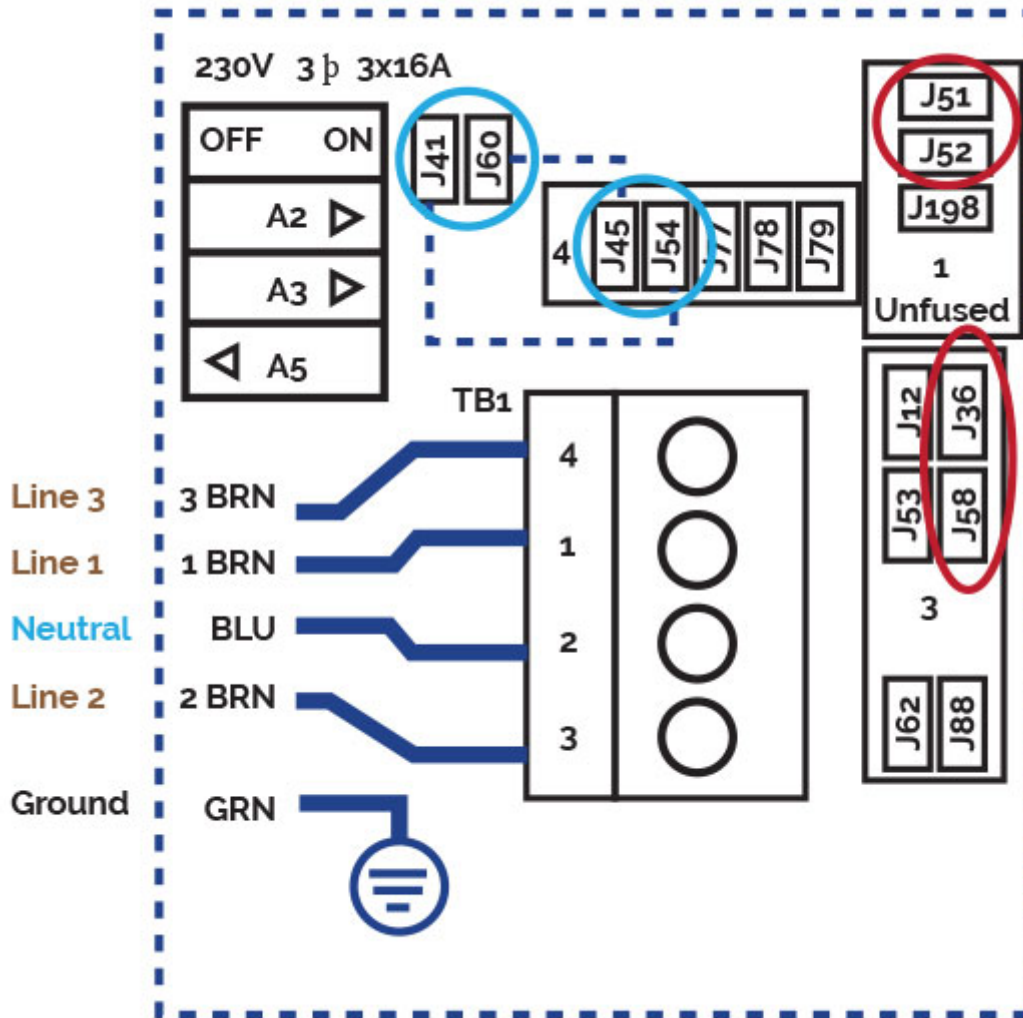 230V 3 þ 3x16A
OFF ON
A2
A3
A5
J41
J60
4
J45
J54
J77
J78
J79
J51
J52
J198
1
Unfused
J12
J36
J53
J58
3
J62
J88
TB1
4
1
2
3
Line 3 3 BRN
Line 1 1 BRN
Neutral BLU
Line 2 2 BRN
Ground GRN